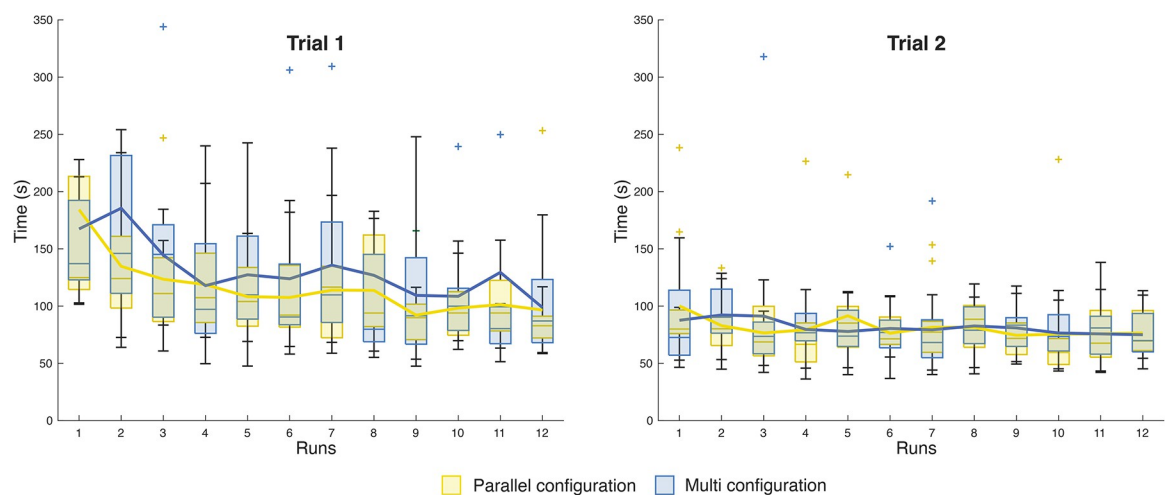 Trial 1
Time (s)
350
300
250
200
150
100
50
0
1 2 3 4 5 6 7 8 9 10 11 12
Runs
Trial 2
Time (s)
350
300
250
200
150
100
50
0
1 2 3 4 5 6 7 8 9 10 11 12
Runs
Parallel configuration
Multi configuration